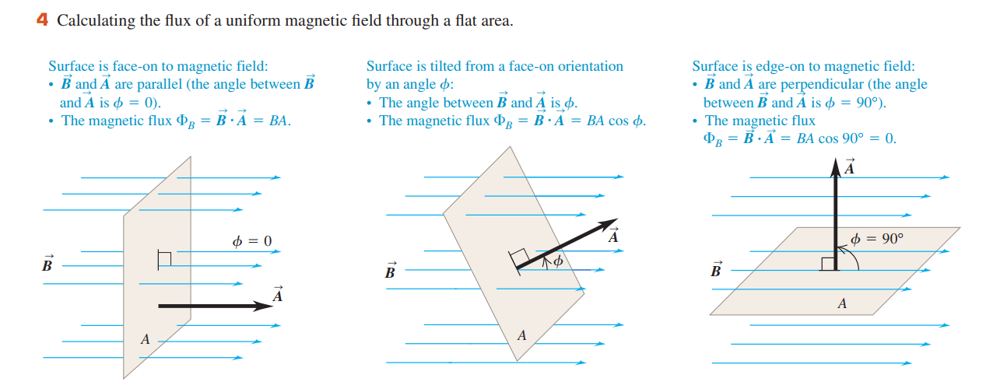 4 Calculating the flux of a uniform magnetic field through a flat area.
Surface is face-on to magnetic field:
• B⃗ and A⃗ are parallel (the angle between B⃗
and A⃗ is ϕ = 0).
• The magnetic flux Φ_B = B⃗ · A⃗ = BA.
Surface is tilted from a face-on orientation
by an angle ϕ:
• The angle between B⃗ and A⃗ is ϕ.
• The magnetic flux Φ_B = B⃗ · A⃗ = BA cos ϕ.
Surface is edge-on to magnetic field:
• B⃗ and A⃗ are perpendicular (the angle
between B⃗ and A⃗ is ϕ = 90°).
• The magnetic flux
Φ_B = B⃗ · A⃗ = BA cos 90° = 0.
ϕ = 0
B⃗
A⃗
A
A⃗
ϕ
B⃗
A
A⃗
ϕ = 90°
B⃗
A